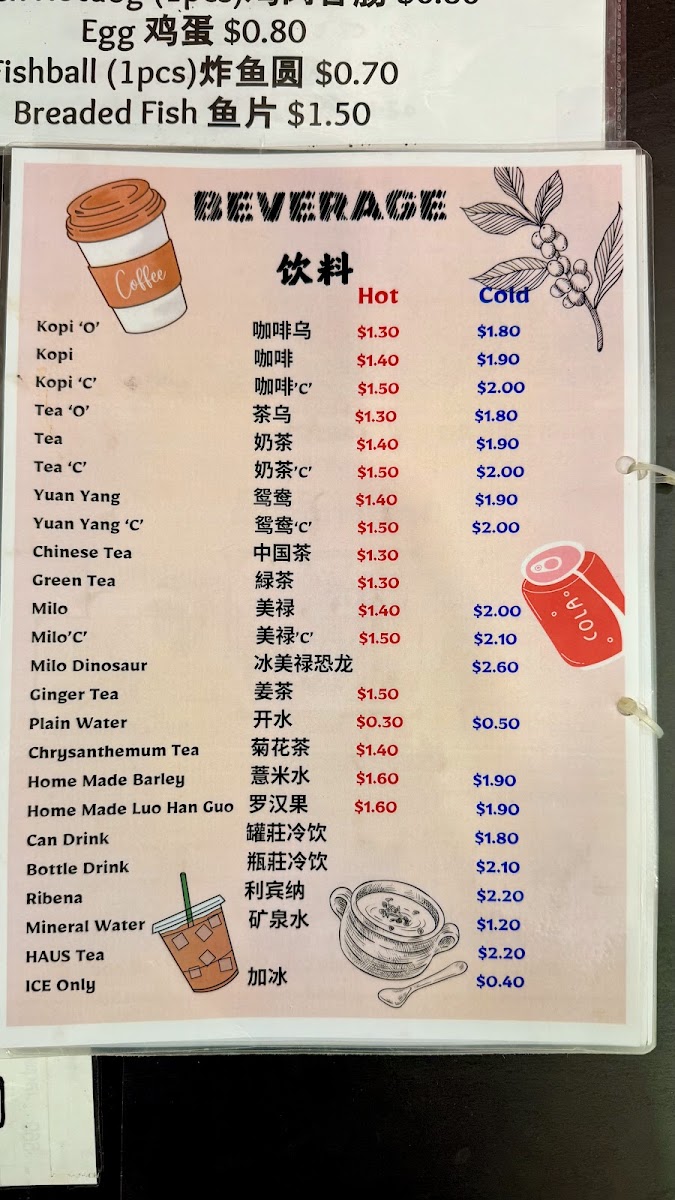 Egg 鸡蛋 $0.80
Fishball (1pcs)炸鱼圆 $0.70
Breaded Fish 鱼片 $1.50
BEVERAGE
Coffee
饮料
Hot Cold
Kopi ‘O’ 咖啡乌 $1.30 $1.80
Kopi 咖啡 $1.40 $1.90
Kopi ‘C’ 咖啡‘C’ $1.50 $2.00
Tea ‘O’ 茶乌 $1.30 $1.80
Tea 奶茶 $1.40 $1.90
Tea ‘C’ 奶茶‘C’ $1.50 $2.00
Yuan Yang 鸳鸯 $1.40 $1.90
Yuan Yang ‘C’ 鸳鸯‘C’ $1.50 $2.00
Chinese Tea 中国茶 $1.30
Green Tea 緑茶 $1.30
Milo 美禄 $1.40 $2.00
Milo’C’ 美禄‘C’ $1.50 $2.10
COLA
Milo Dinosaur 冰美禄恐龙 $2.60
Ginger Tea 姜茶 $1.50
Plain Water 开水 $0.30 $0.50
Chrysanthemum Tea 菊花茶 $1.40
Home Made Barley 薏米水 $1.60 $1.90
Home Made Luo Han Guo 罗汉果 $1.60 $1.90
Can Drink 罐莊冷饮 $1.80
Bottle Drink 瓶莊冷饮 $2.10
Ribena 利宾纳 $2.20
Mineral Water 矿泉水 $1.20
HAUS Tea $2.20
ICE Only 加冰 $0.40